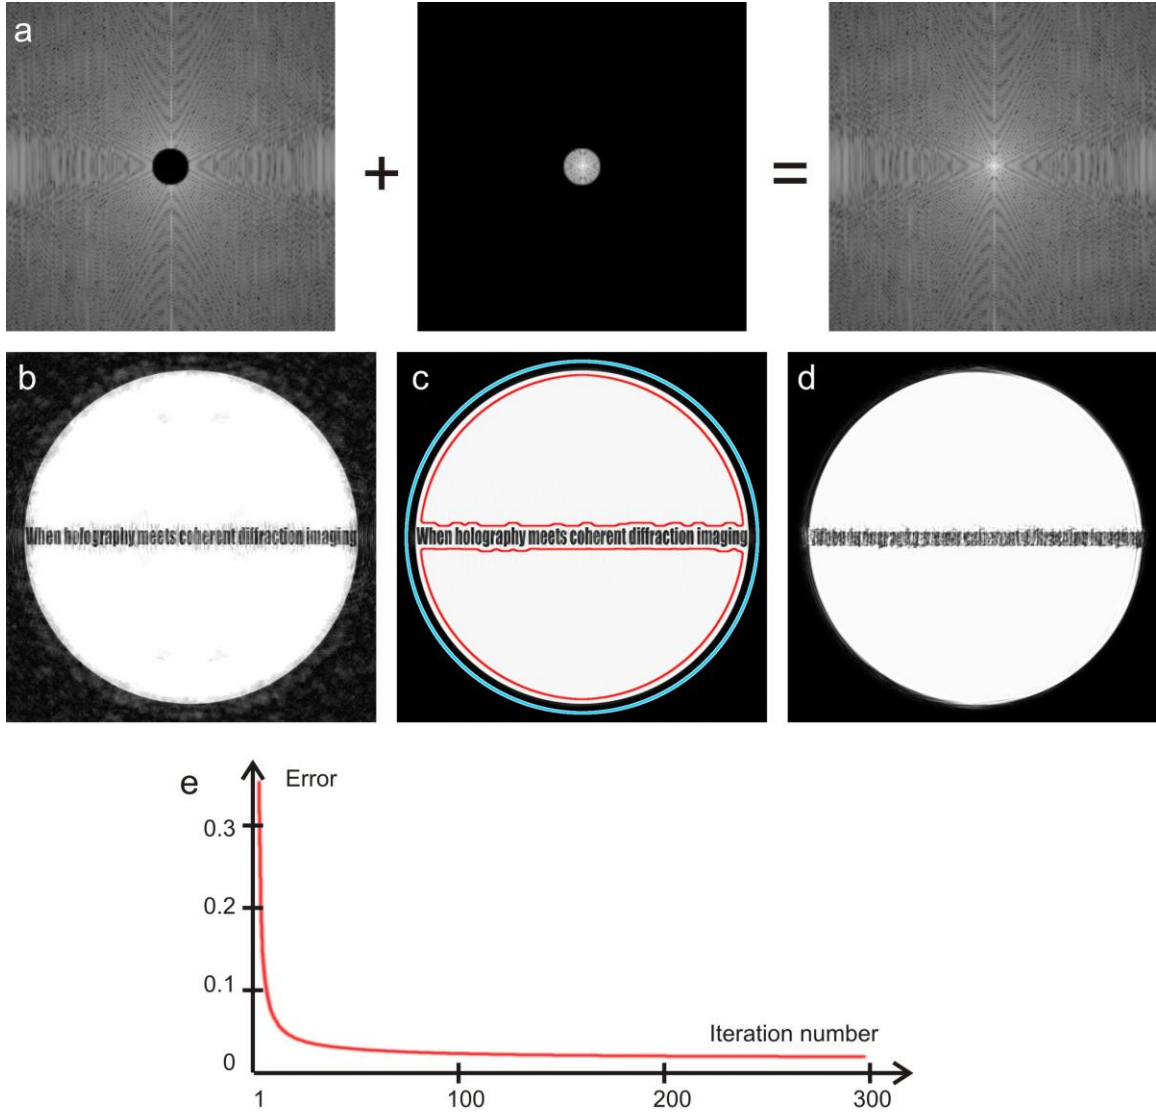 a
+
=
b
When holography meets coherent diffraction imaging
c
When holography meets coherent diffraction imaging
d
e
Error
0.3
0.2
0.1
0
Iteration number
1
100
200
300